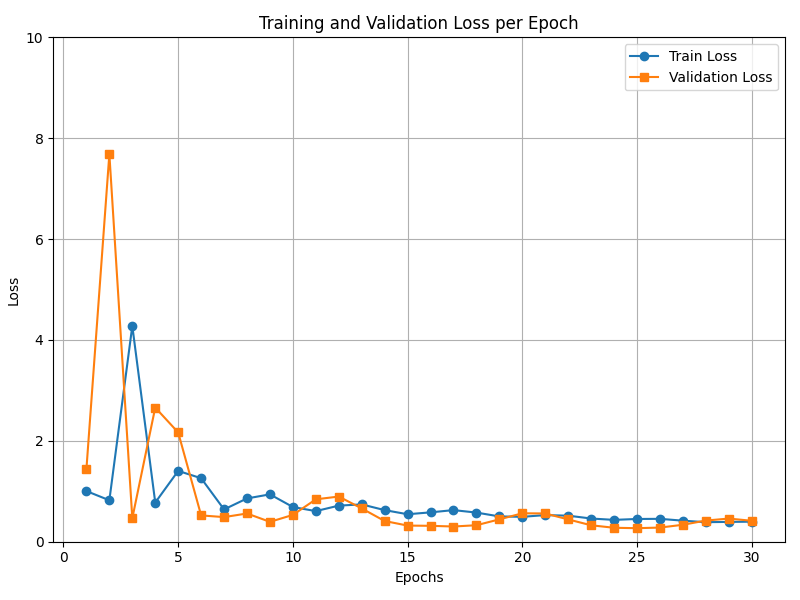 Training and Validation Loss per Epoch
Train Loss
Validation Loss
10
8
6
4
2
0
Loss
0 5 10 15 20 25 30
Epochs